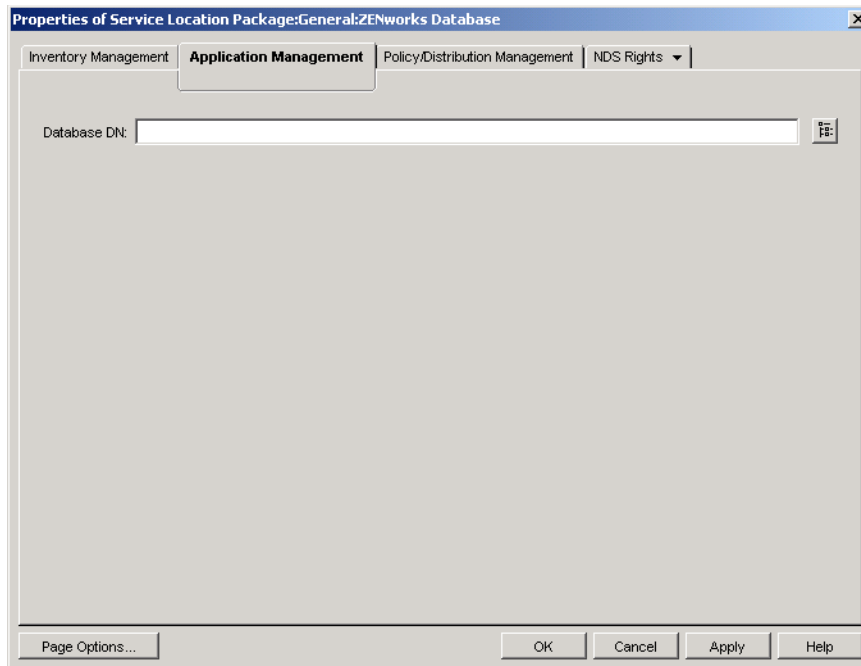 Properties of Service Location Package:General:ZENworks Database
Inventory Management Application Management Policy/Distribution Management NDS Rights
Database DN:
Page Options... OK Cancel Apply Help